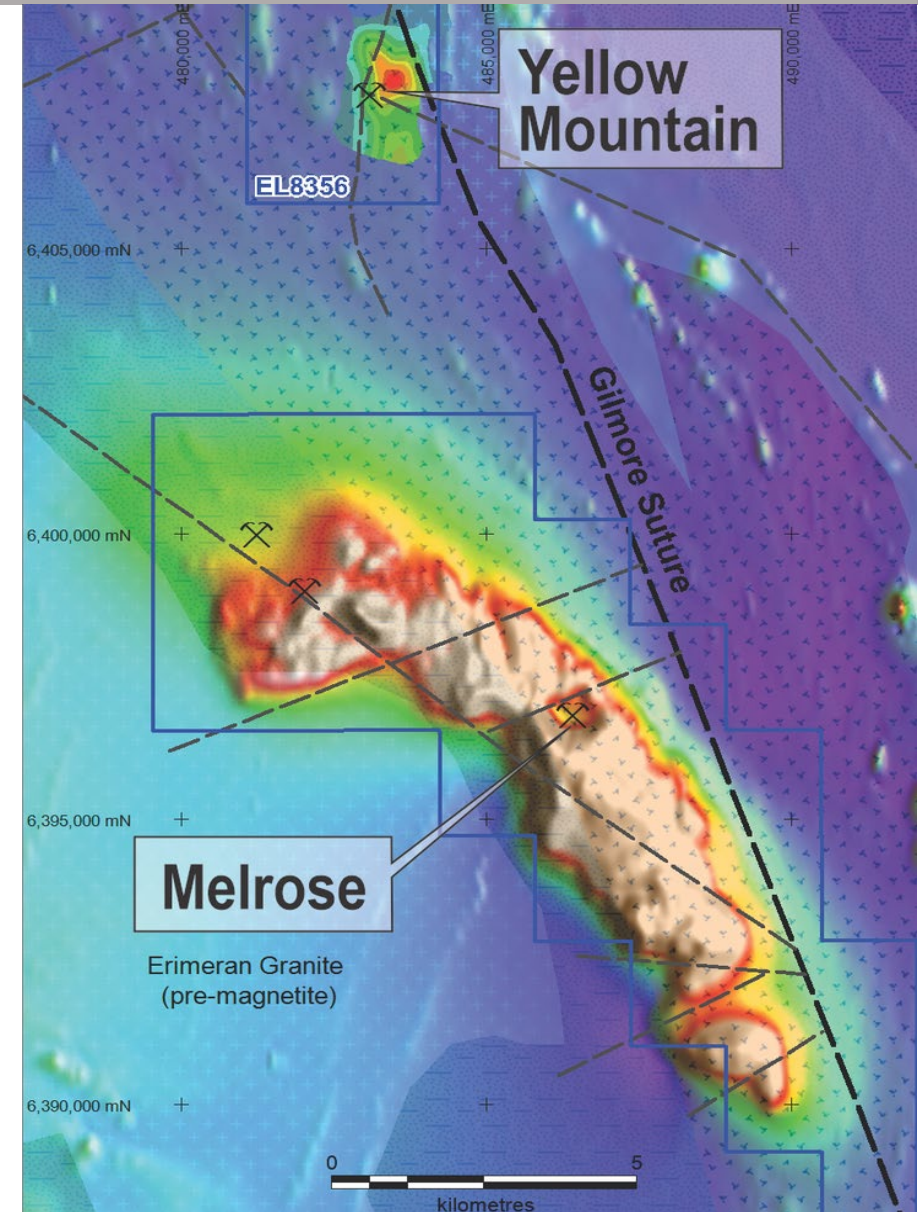 480,000 mE
485,000 mE
490,000 mE
Yellow
Mountain
EL8356
6,405,000 mN
Gilmore Suture
6,400,000 mN
6,395,000 mN
Melrose
Erimeran Granite
(pre-magnetite)
6,390,000 mN
0
5
kilometres